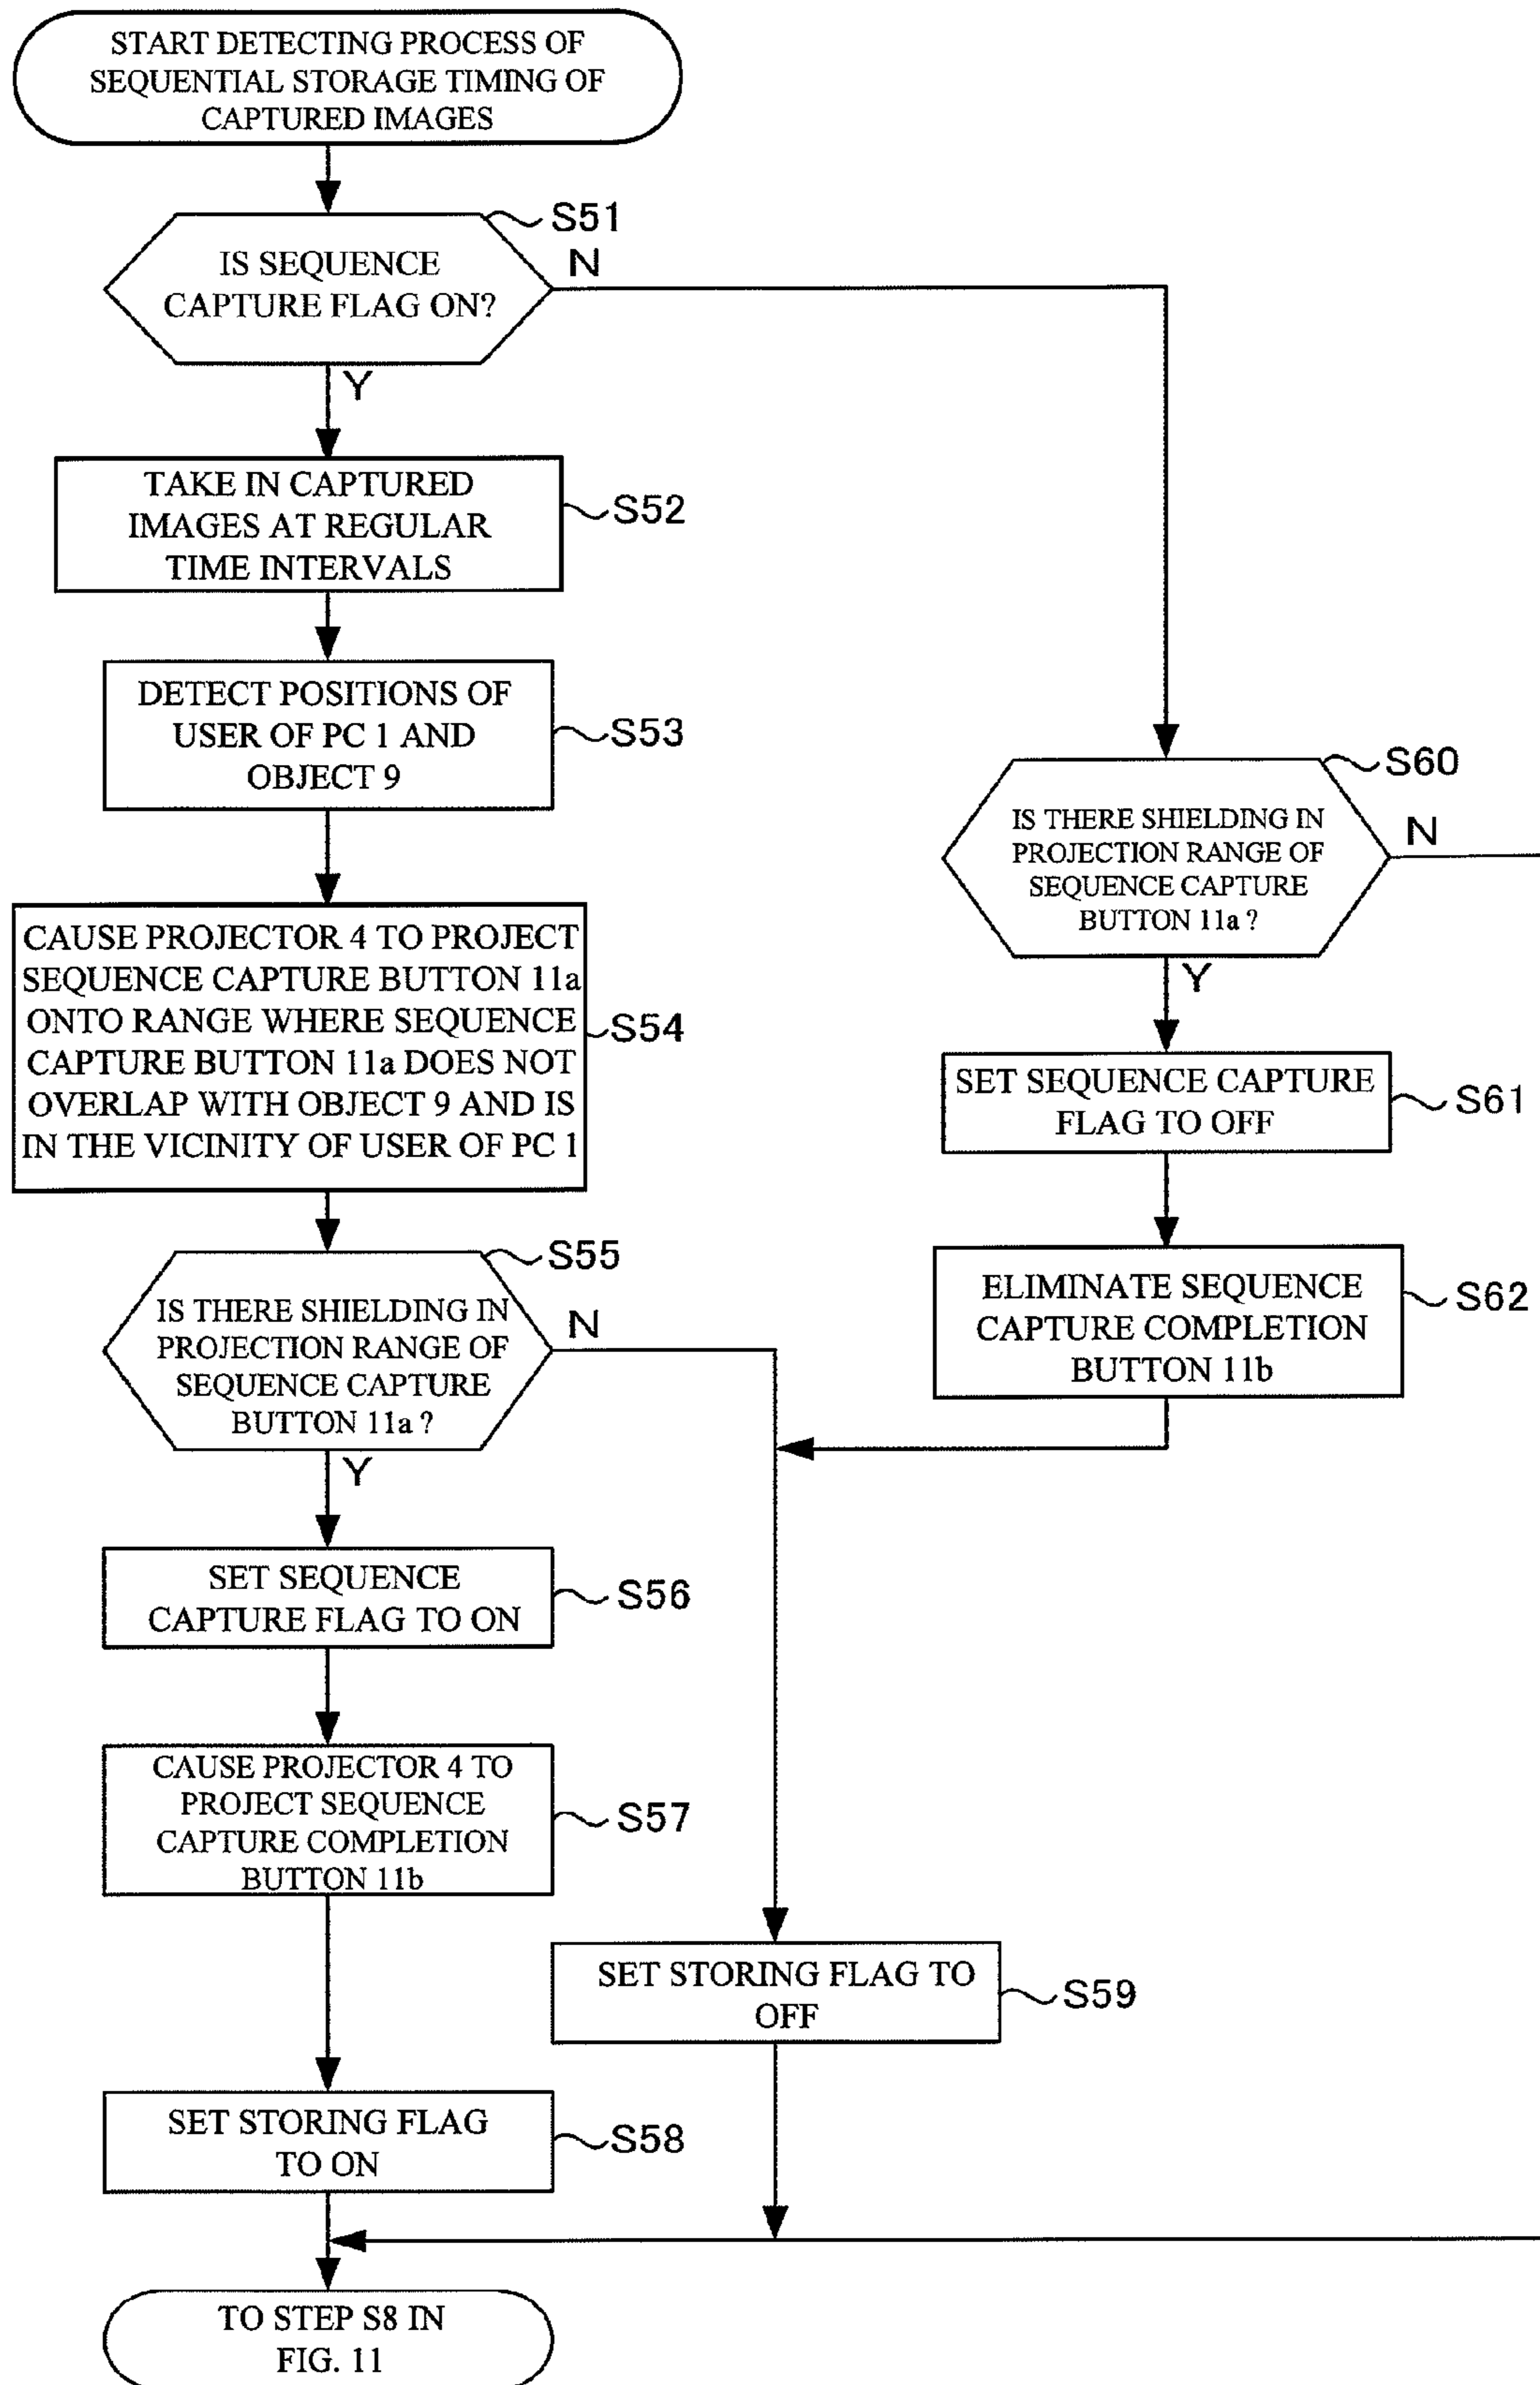 START DETECTING PROCESS OF
SEQUENTIAL STORAGE TIMING OF
CAPTURED IMAGES
S51
IS SEQUENCE
CAPTURE FLAG ON?
N
Y
TAKE IN CAPTURED
IMAGES AT REGULAR
TIME INTERVALS
S52
DETECT POSITIONS OF
USER OF PC 1 AND
OBJECT 9
S53
CAUSE PROJECTOR 4 TO PROJECT
SEQUENCE CAPTURE BUTTON 11a
ONTO RANGE WHERE SEQUENCE
CAPTURE BUTTON 11a DOES NOT
OVERLAP WITH OBJECT 9 AND IS
IN THE VICINITY OF USER OF PC 1
S54
S55
IS THERE SHIELDING IN
PROJECTION RANGE OF
SEQUENCE CAPTURE
BUTTON 11a ?
N
Y
SET SEQUENCE
CAPTURE FLAG TO ON
S56
CAUSE PROJECTOR 4 TO
PROJECT SEQUENCE
CAPTURE COMPLETION
BUTTON 11b
S57
SET STORING FLAG
TO ON
S58
SET STORING FLAG TO
OFF
S59
S60
IS THERE SHIELDING IN
PROJECTION RANGE OF
SEQUENCE CAPTURE
BUTTON 11a ?
N
Y
SET SEQUENCE CAPTURE
FLAG TO OFF
S61
ELIMINATE SEQUENCE
CAPTURE COMPLETION
BUTTON 11b
S62
TO STEP S8 IN
FIG. 11